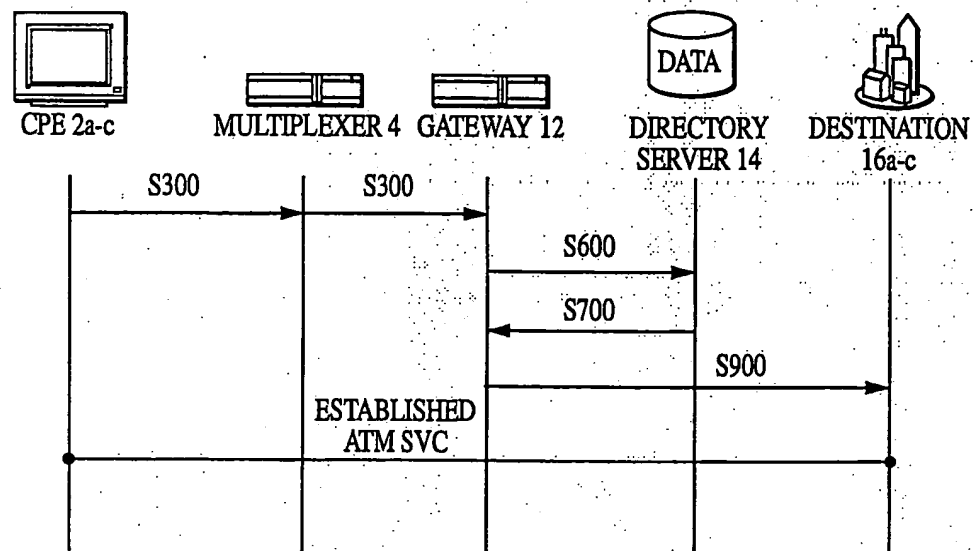 DATA
CPE 2a-c
MULTIPLEXER 4
GATEWAY 12
DIRECTORY
SERVER 14
DESTINATION
16a-c
S300
S300
S600
S700
S900
ESTABLISHED
ATM SVC